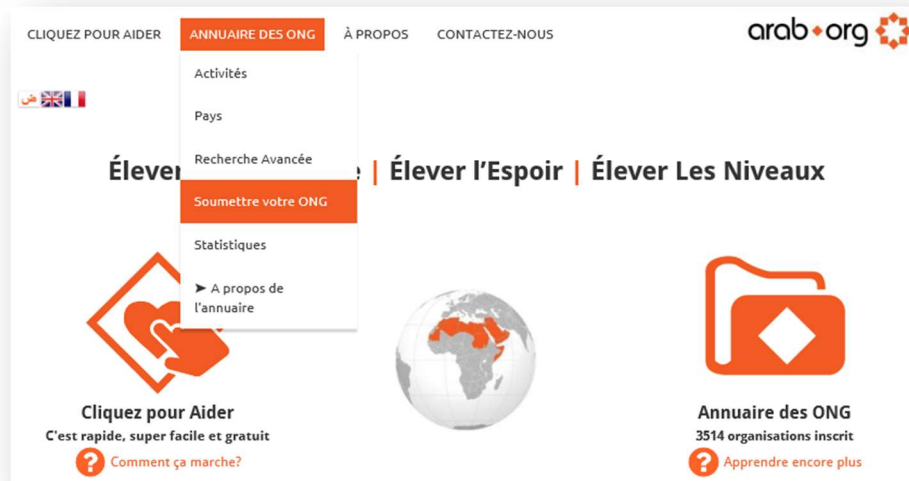 CLIQUEZ POUR AIDER ANNUAIRE DES ONG À PROPOS CONTACTEZ-NOUS
arab org
Activités
ض
Pays
Recherche Avancée
Élever | Élever l'Espoir | Élever Les Niveaux
Soumettre votre ONG
Statistiques
➤ A propos de
l'annuaire
Cliquez pour Aider
C'est rapide, super facile et gratuit
? Comment ça marche?
Annuaire des ONG
3514 organisations inscrit
? Apprendre encore plus